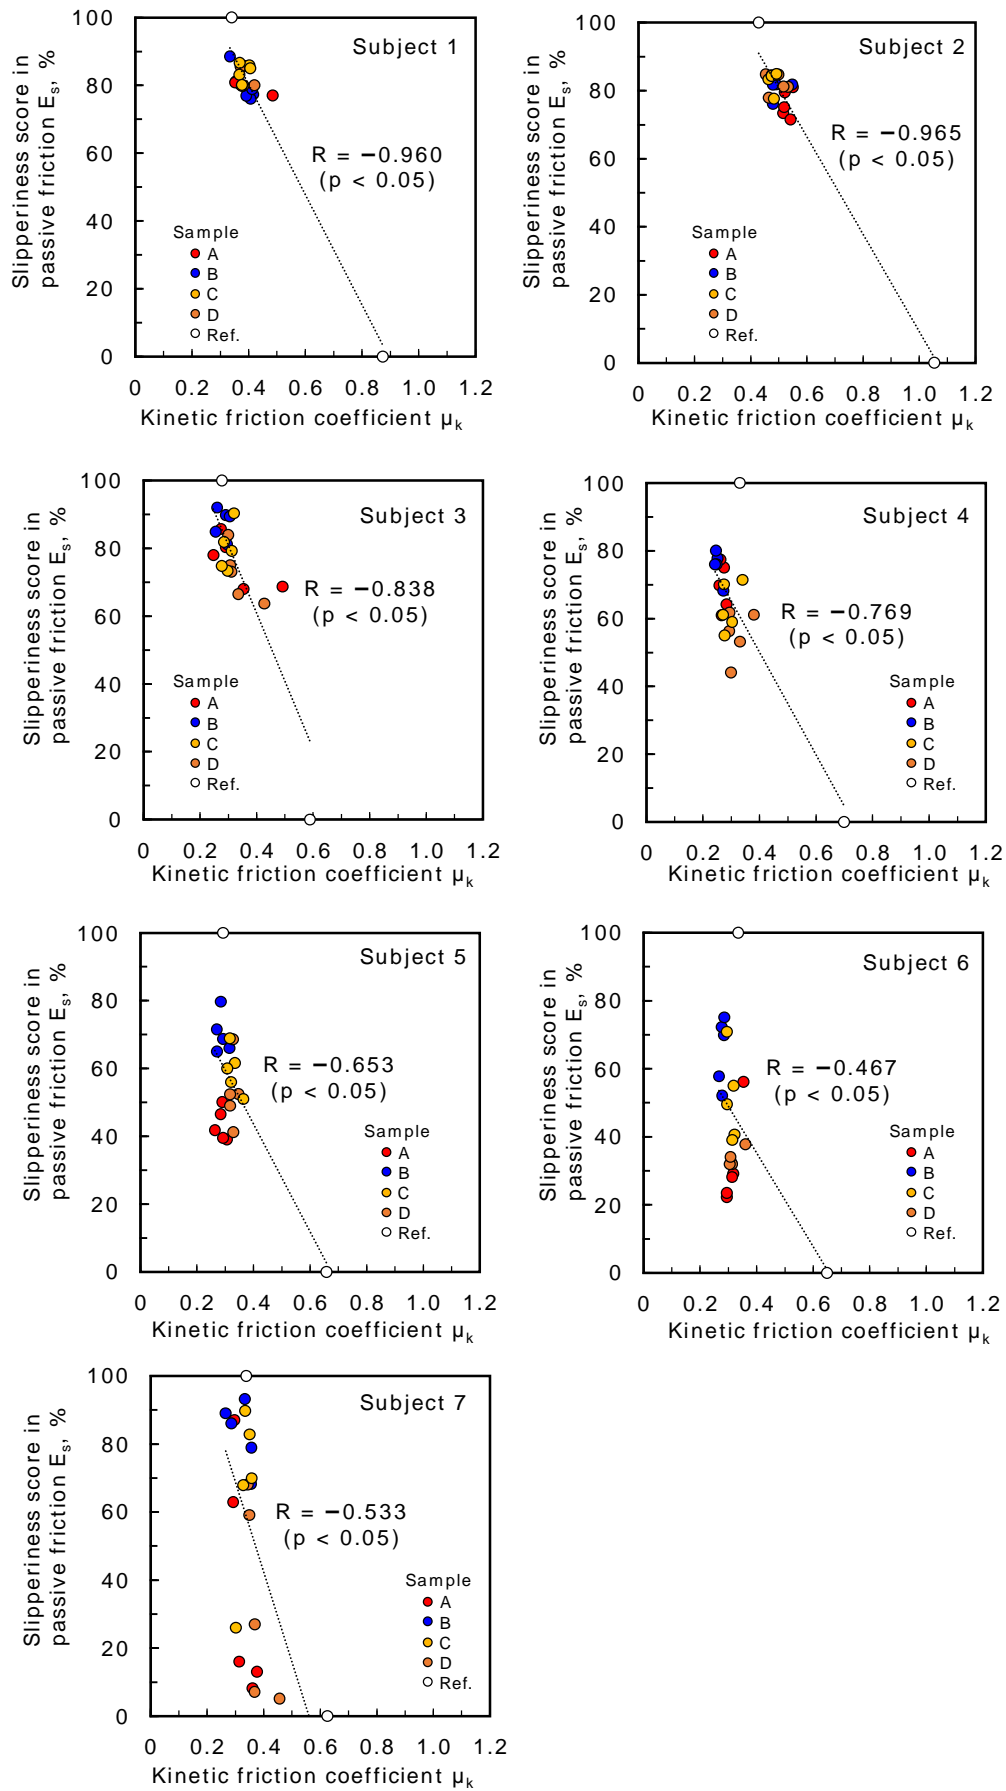 Subject 1
Slipperiness score in
passive friction Es, %
100
80
60
40
20
0
R = −0.960
(p < 0.05)
Sample
A
B
C
D
Ref.
0 0.2 0.4 0.6 0.8 1.0 1.2
Kinetic friction coefficient μk
Subject 2
Slipperiness score in
passive friction Es, %
100
80
60
40
20
0
R = −0.965
(p < 0.05)
Sample
A
B
C
D
Ref.
0 0.2 0.4 0.6 0.8 1.0 1.2
Kinetic friction coefficient μk
Subject 3
Slipperiness score in
passive friction Es, %
100
80
60
40
20
0
R = −0.838
(p < 0.05)
Sample
A
B
C
D
Ref.
0 0.2 0.4 0.6 0.8 1.0 1.2
Kinetic friction coefficient μk
Subject 4
Slipperiness score in
passive friction Es, %
100
80
60
40
20
0
R = −0.769
(p < 0.05)
Sample
A
B
C
D
Ref.
0 0.2 0.4 0.6 0.8 1.0 1.2
Kinetic friction coefficient μk
Subject 5
Slipperiness score in
passive friction Es, %
100
80
60
40
20
0
R = −0.653
(p < 0.05)
Sample
A
B
C
D
Ref.
0 0.2 0.4 0.6 0.8 1.0 1.2
Kinetic friction coefficient μk
Subject 6
Slipperiness score in
passive friction Es, %
100
80
60
40
20
0
R = −0.467
(p < 0.05)
Sample
A
B
C
D
Ref.
0 0.2 0.4 0.6 0.8 1.0 1.2
Kinetic friction coefficient μk
Subject 7
Slipperiness score in
passive friction Es, %
100
80
60
40
20
0
R = −0.533
(p < 0.05)
Sample
A
B
C
D
Ref.
0 0.2 0.4 0.6 0.8 1.0 1.2
Kinetic friction coefficient μk